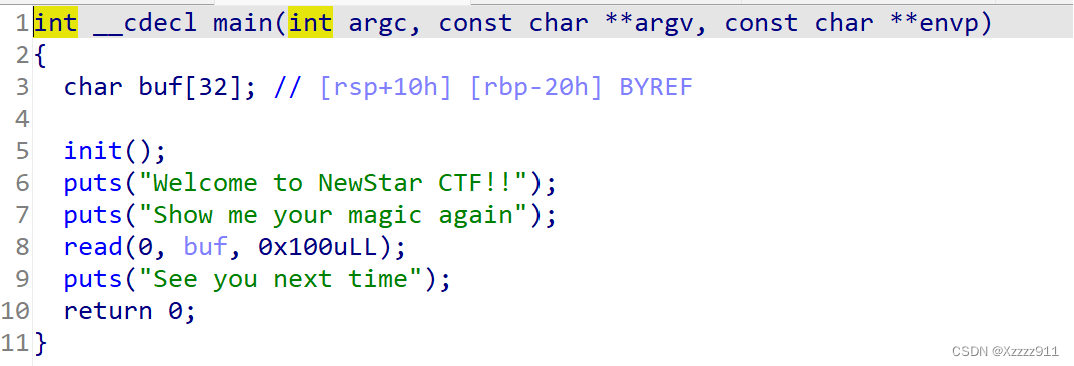 1 int __cdecl main(int argc, const char **argv, const char **envp)
2 {
3   char buf[32]; // [rsp+10h] [rbp-20h] BYREF
4
5   init();
6   puts("Welcome to NewStar CTF!!");
7   puts("Show me your magic again");
8   read(0, buf, 0x100uLL);
9   puts("See you next time");
10   return 0;
11 }
CSDN @Xzzzz911